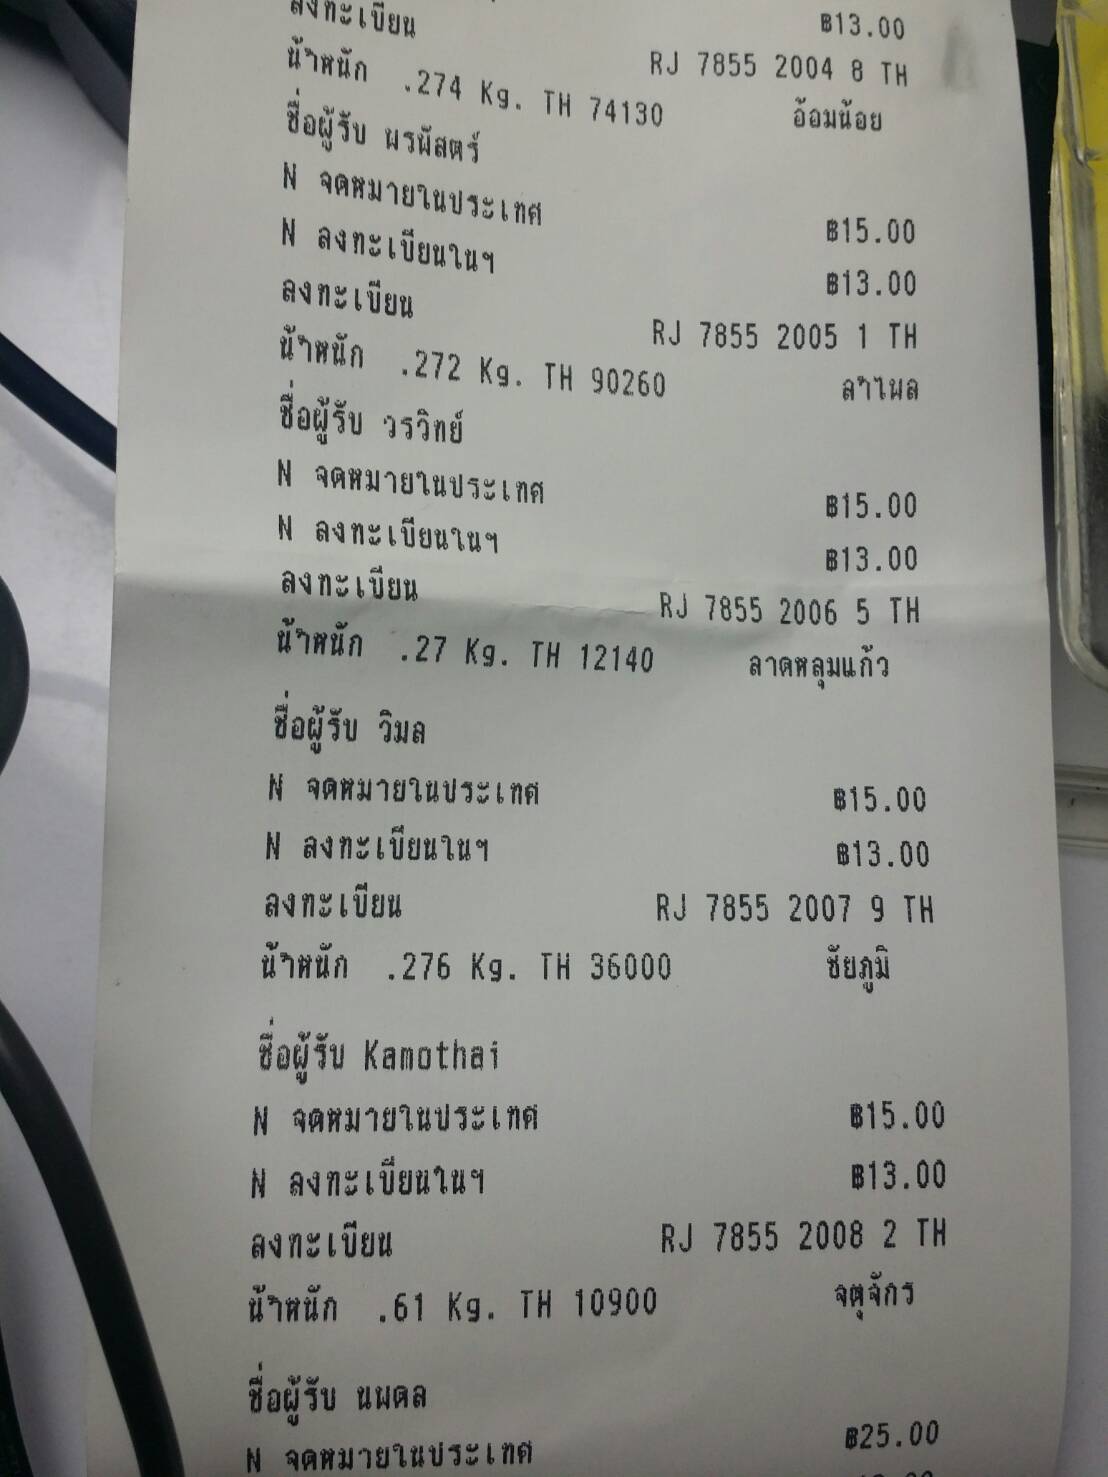 ลงทะเบียน ฿13.00
RJ 7855 2004 8 TH
น้ำหนัก .274 Kg. TH 74130 อ้อมน้อย
ชื่อผู้รับ พรพัสตร์
N จดหมายในประเทศ ฿15.00
N ลงทะเบียนในฯ ฿13.00
ลงทะเบียน RJ 7855 2005 1 TH
น้ำหนัก .272 Kg. TH 90260 ลำไพล
ชื่อผู้รับ วรวิทย์
N จดหมายในประเทศ ฿15.00
N ลงทะเบียนในฯ ฿13.00
ลงทะเบียน RJ 7855 2006 5 TH
น้ำหนัก .27 Kg. TH 12140 ลาดหลุมแก้ว
ชื่อผู้รับ วิมล
N จดหมายในประเทศ ฿15.00
N ลงทะเบียนในฯ ฿13.00
ลงทะเบียน RJ 7855 2007 9 TH
น้ำหนัก .276 Kg. TH 36000 ชัยภูมิ
ชื่อผู้รับ Kamothai
N จดหมายในประเทศ ฿15.00
N ลงทะเบียนในฯ ฿13.00
ลงทะเบียน RJ 7855 2008 2 TH
น้ำหนัก .61 Kg. TH 10900 จตุจักร
ชื่อผู้รับ นพดล
N จดหมายในประเทศ ฿25.00